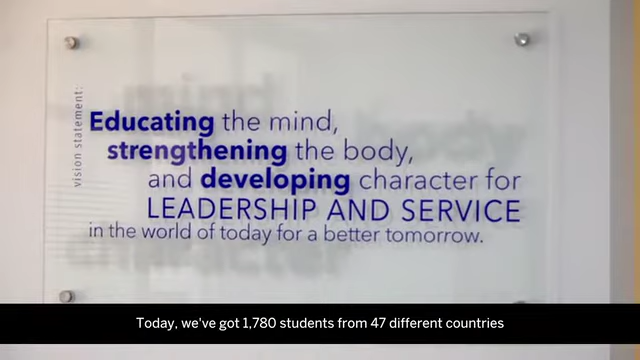 vision statement:
Educating the mind,
strengthening the body,
and developing character for
LEADERSHIP AND SERVICE
in the world of today for a better tomorrow.
Today, we've got 1,780 students from 47 different countries